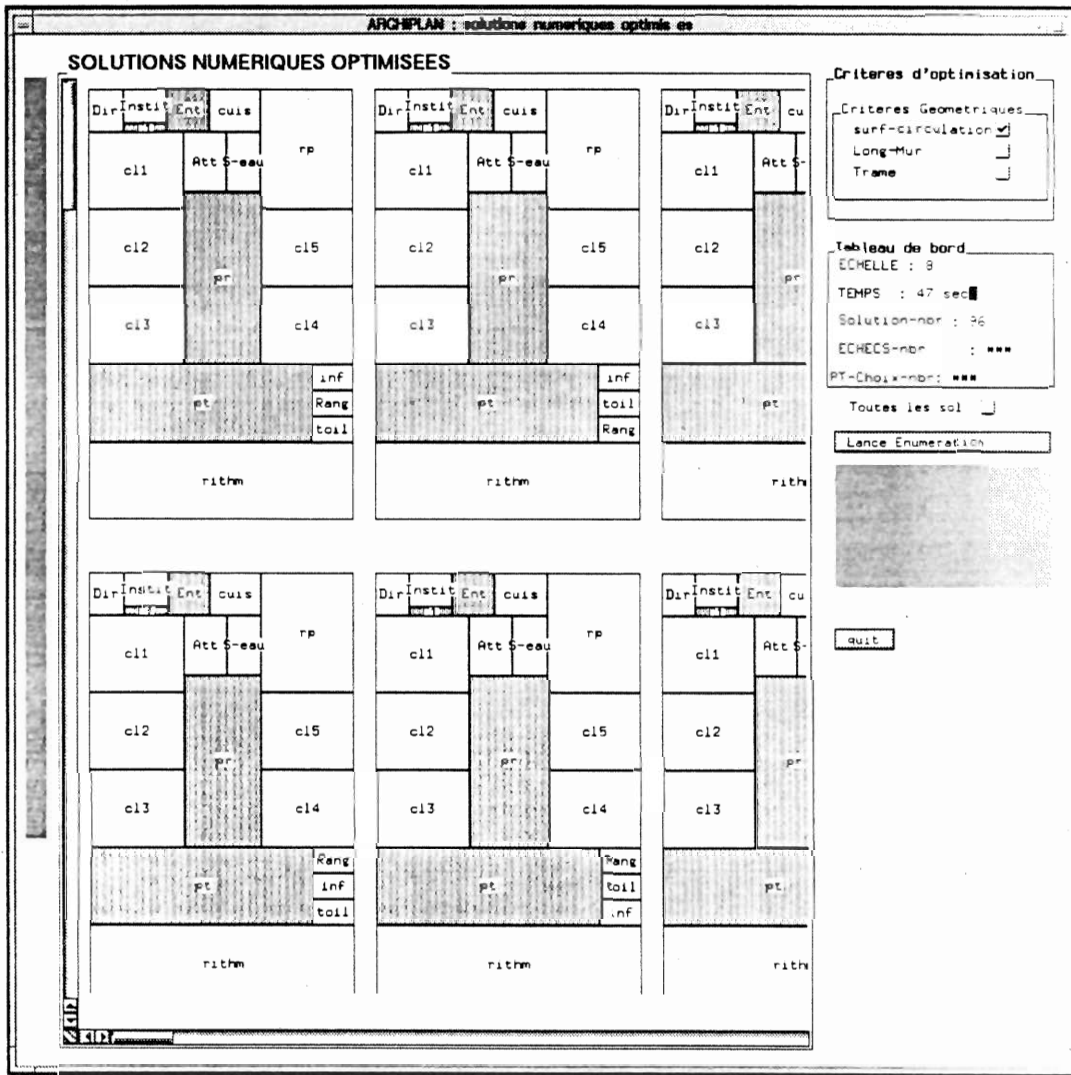 ARCHIPLAN : solutions numeriques optimis es
SOLUTIONS NUMERIQUES OPTIMISEES
Dir Instit Ent cuis
rp
Att S-eau
cl1
cl2 cl5
pr
cl3 cl4
inf
pt Rang
toil
rithm
Dir Instit Ent cuis
rp
Att S-eau
cl1
cl2 cl5
pr
cl3 cl4
inf
pt toil
Rang
rithm
Dir Instit Ent cu
Att S-
cl1
cl2
pr
cl3
pt
rith
Dir Instit Ent cuis
rp
Att S-eau
cl1
cl2 cl5
pr
cl3 cl4
Rang
pt inf
toil
rithm
Dir Instit Ent cuis
rp
Att S-eau
cl1
cl2 cl5
pr
cl3 cl4
Rang
pt toil
inf
rithm
Dir Instit Ent cu
Att S-
cl1
cl2
pr
cl3
pt
rith
Criteres d'optimisation
Criteres Geometriques
surf-circulation
Long-Mur
Trame
Tableau de bord
ECHELLE :
TEMPS : 47 sec
Solution-nbr : 96
ECHECS-nbr : ***
PT-Choix-nbr: ***
Toutes les sol
Lance Enumeration
quit